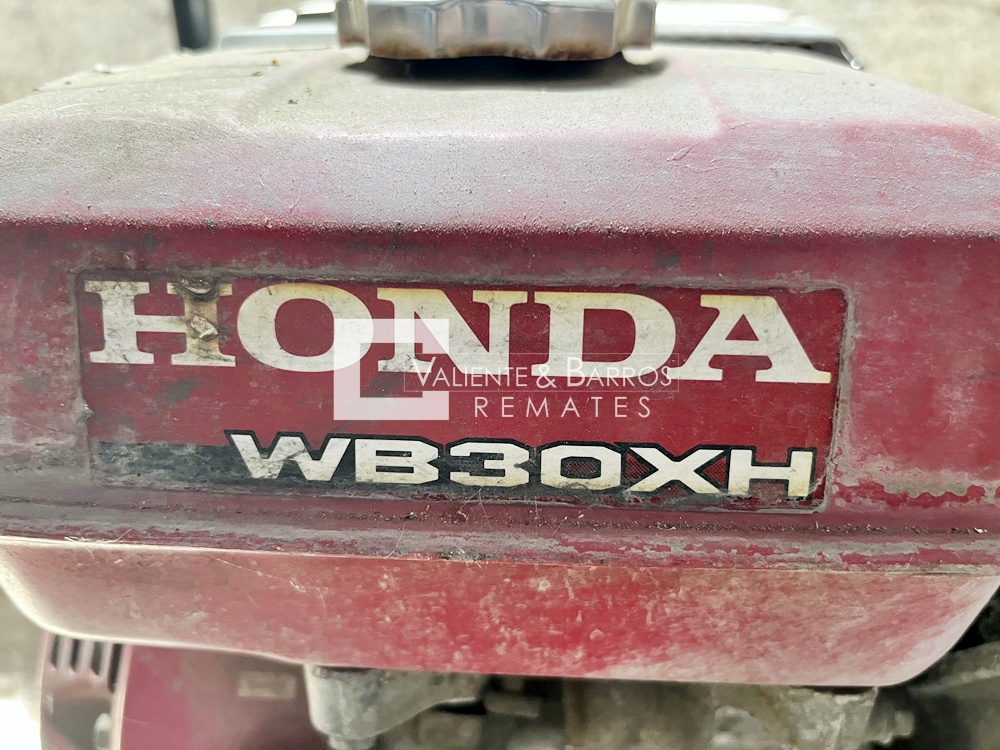 HONDA
VALIENTE & BARROS
REMATES
WB30XH